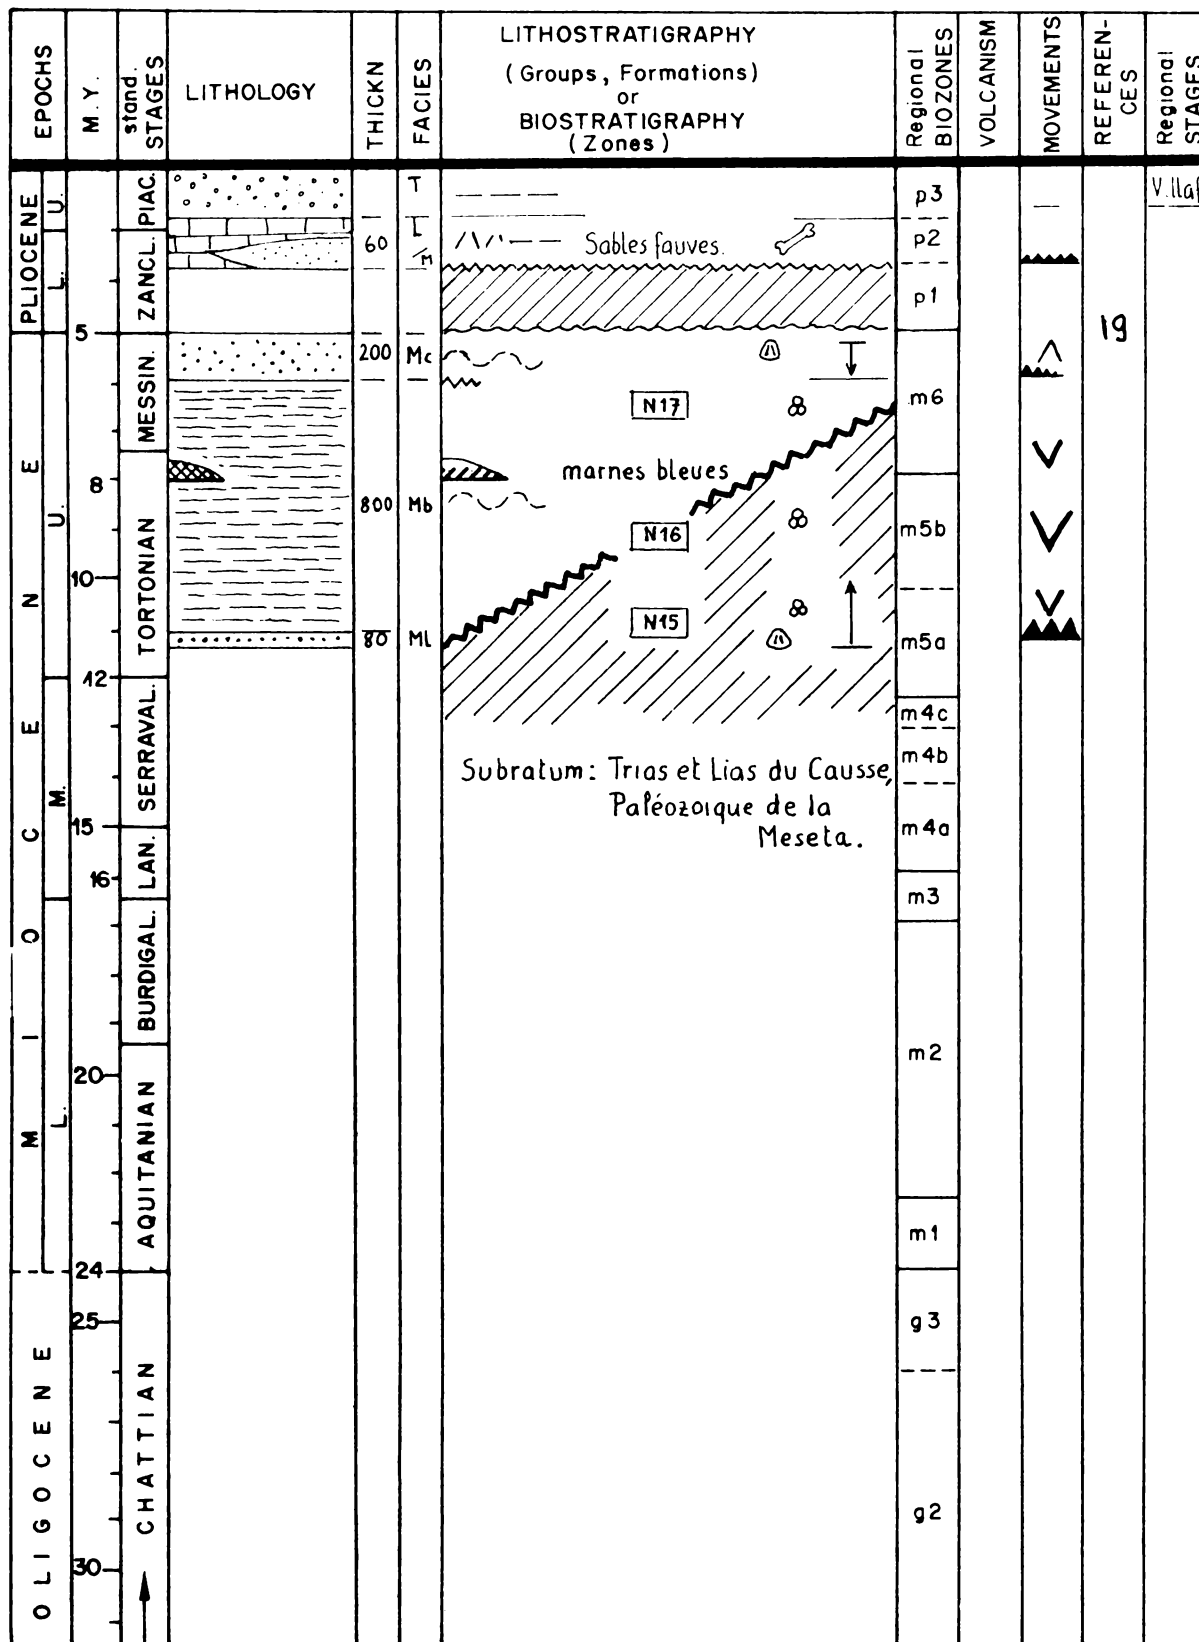 EPOCHS
M.Y.
stand.
STAGES
LITHOLOGY
THICKN
FACIES
LITHOSTRATIGRAPHY
(Groups, Formations)
or
BIOSTRATIGRAPHY
(Zones)
Regional
BIOZONES
VOLCANISM
MOVEMENTS
REFEREN-
CES
Regional
STAGES
PLIOCENE
U.
L.
MIOCENE
U.
M.
L.
OLIGOCENE
5
8
10
12
15
16
20
24
25
30
PIAC.
ZANCL.
MESSIN.
TORTONIAN
SERRAVAL.
LAN.
BURDIGAL.
AQUITANIAN
CHATTIAN
60
200
800
80
T
L
/M
Mc
Mb
Ml
Sables fauves.
N17
marnes bleues
N16
N15
Subratum: Trias et Lias du Causse,
Paléozoique de la
Meseta.
p3
p2
p1
m6
m5b
m5a
m4c
m4b
m4a
m3
m2
m1
g3
g2
19